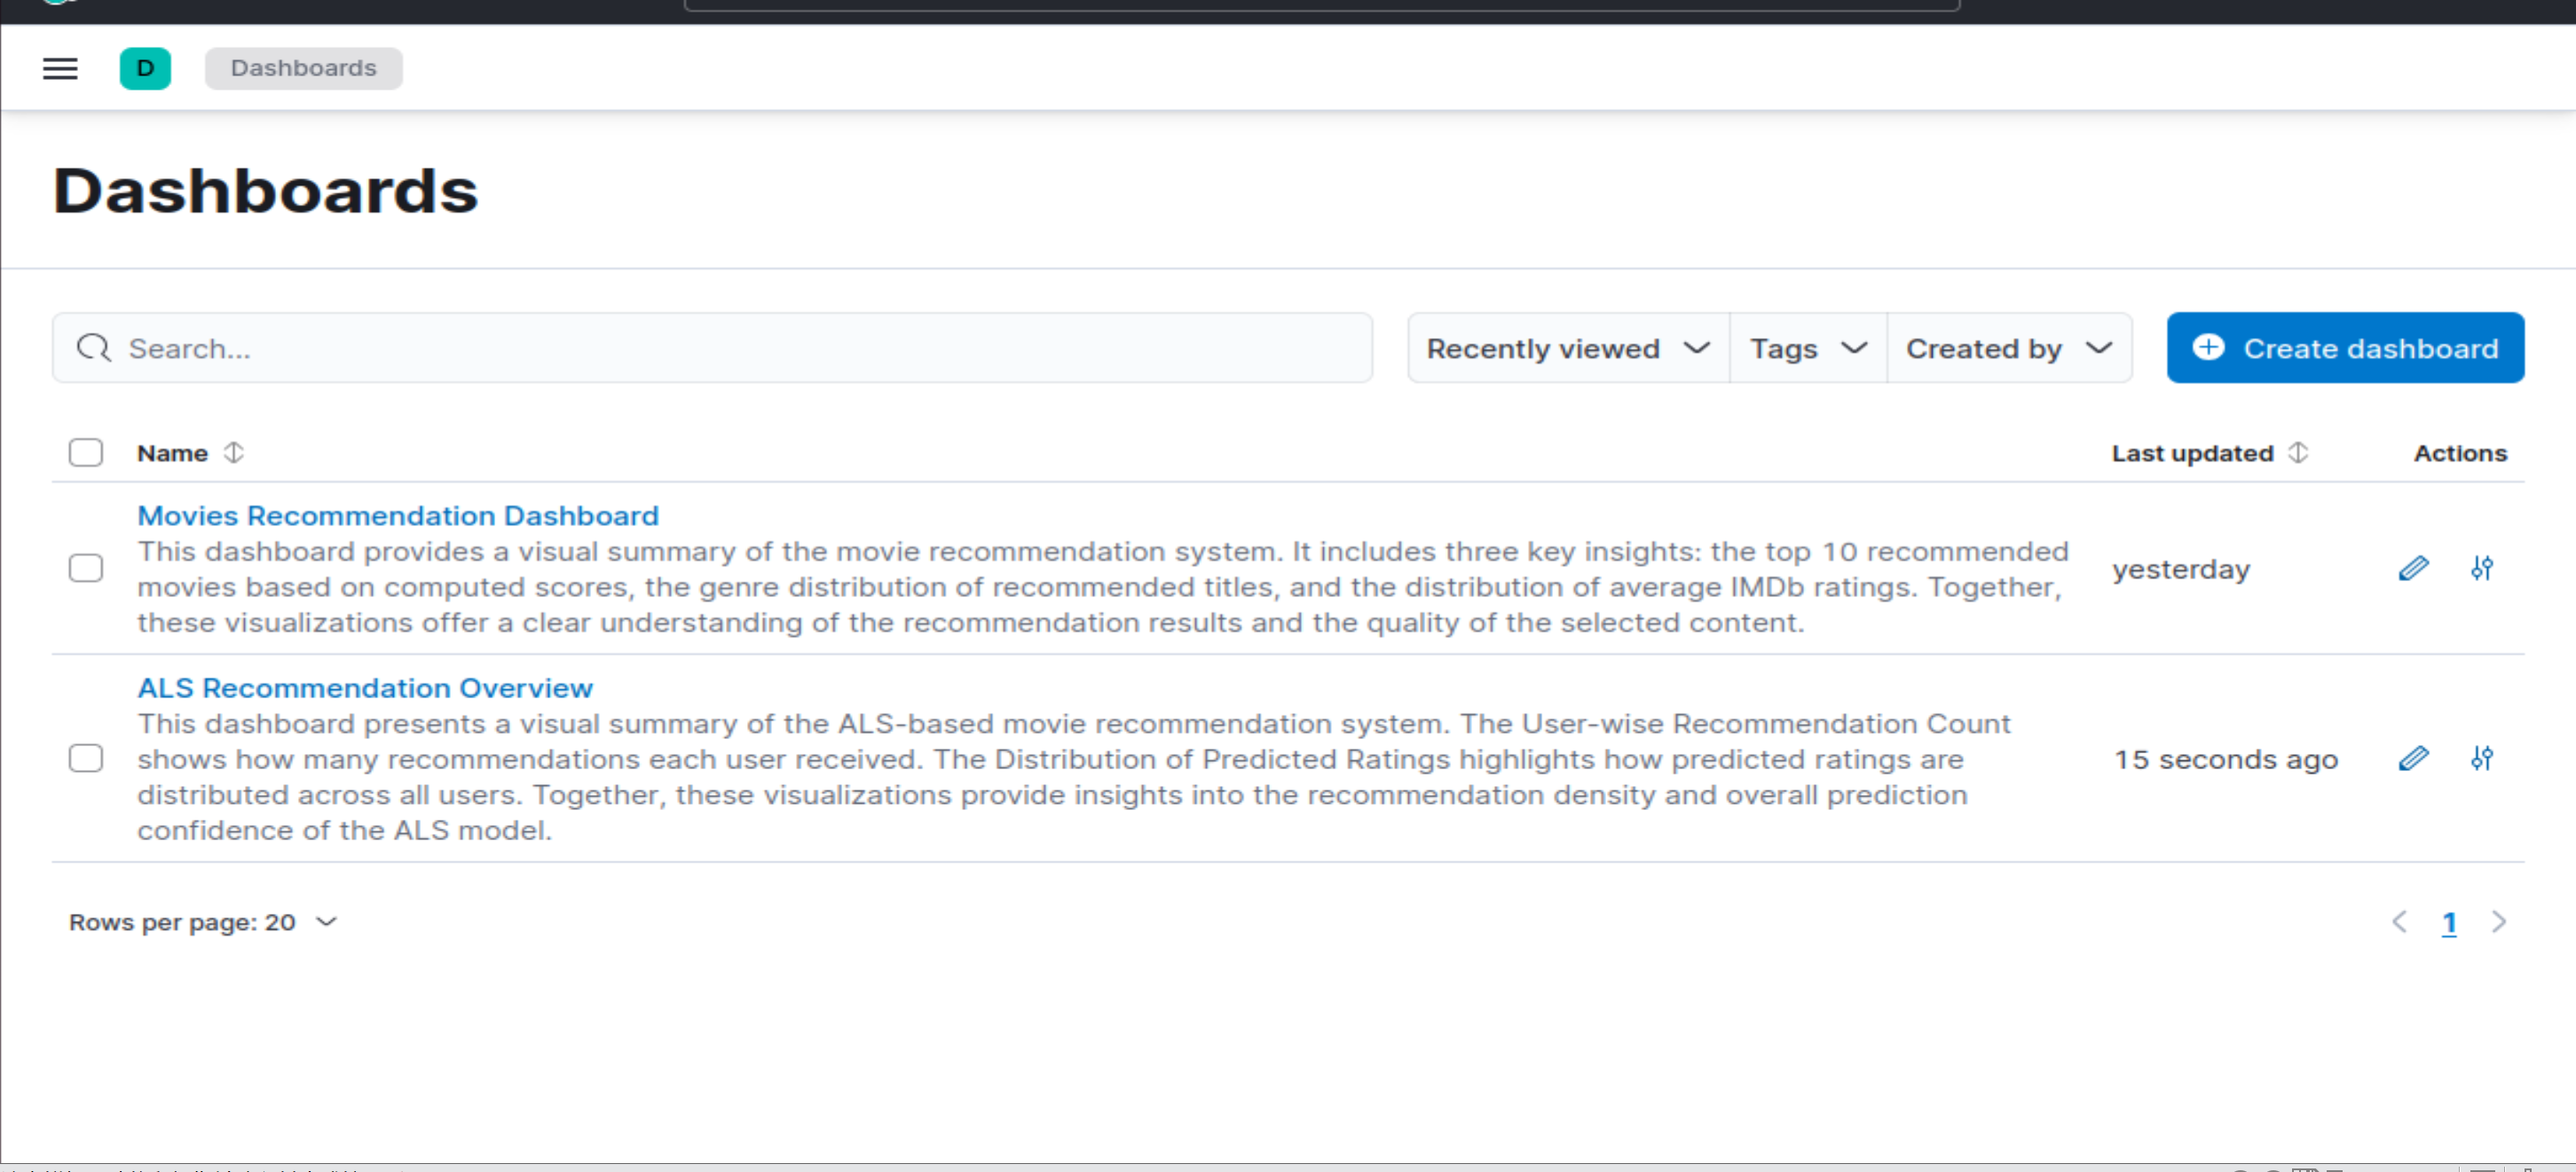 D Dashboards
Dashboards
Search... Recently viewed Tags Created by Create dashboard
Name Last updated Actions
Movies Recommendation Dashboard
This dashboard provides a visual summary of the movie recommendation system. It includes three key insights: the top 10 recommended
movies based on computed scores, the genre distribution of recommended titles, and the distribution of average IMDb ratings. Together,
these visualizations offer a clear understanding of the recommendation results and the quality of the selected content.
yesterday
ALS Recommendation Overview
This dashboard presents a visual summary of the ALS-based movie recommendation system. The User-wise Recommendation Count
shows how many recommendations each user received. The Distribution of Predicted Ratings highlights how predicted ratings are
distributed across all users. Together, these visualizations provide insights into the recommendation density and overall prediction
confidence of the ALS model.
15 seconds ago
Rows per page: 20 1